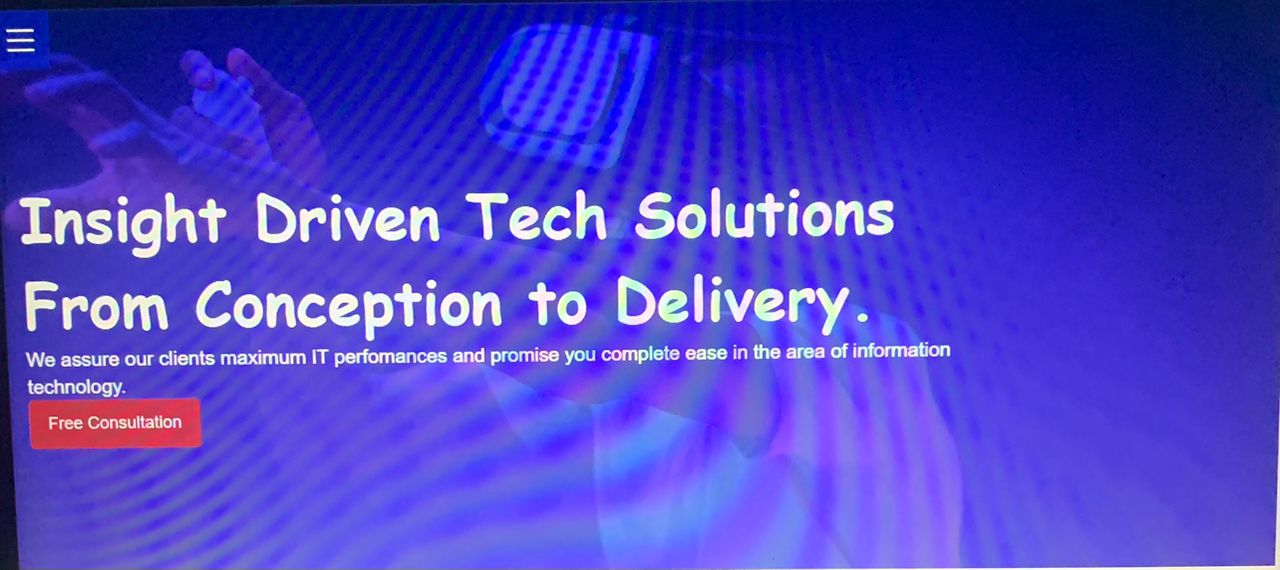 Insight Driven Tech Solutions
From Conception to Delivery.
We assure our clients maximum IT perfomances and promise you complete ease in the area of information
technology.
Free Consultation